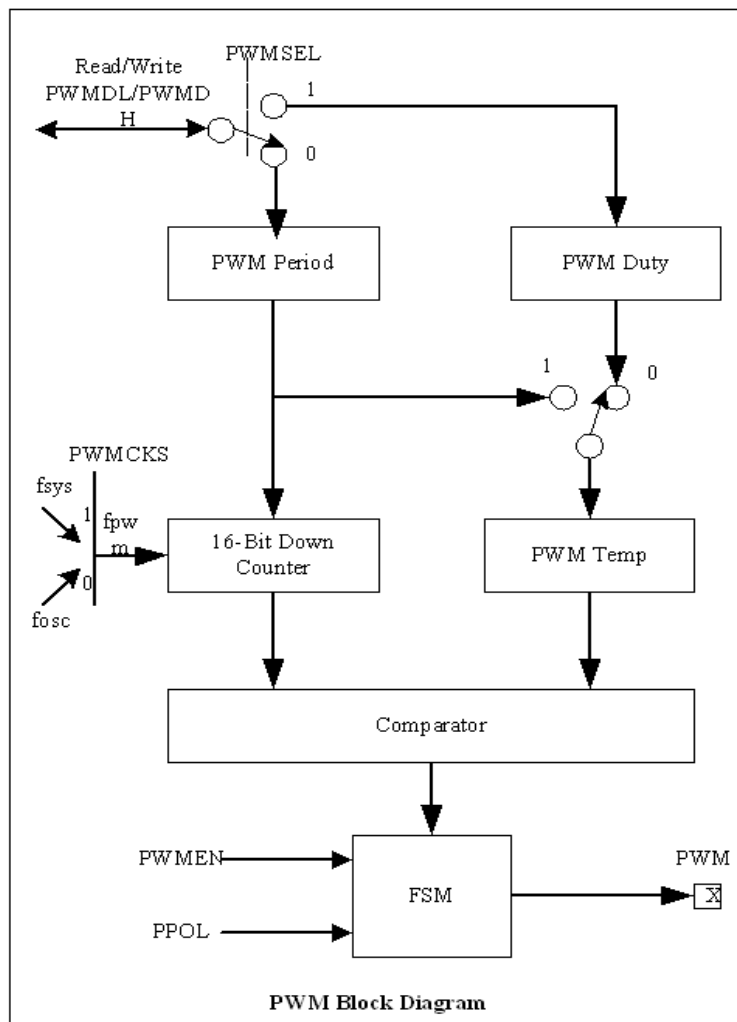 PWMSEL
Read/Write
PWMDL/PWMD
H
1
0
PWM Period
PWM Duty
1
0
PWMCKS
fsys
1
fpw
m
0
fosc
16-Bit Down
Counter
PWM Temp
Comparator
PWMEN
PPOL
FSM
PWM
X
PWM Block Diagram